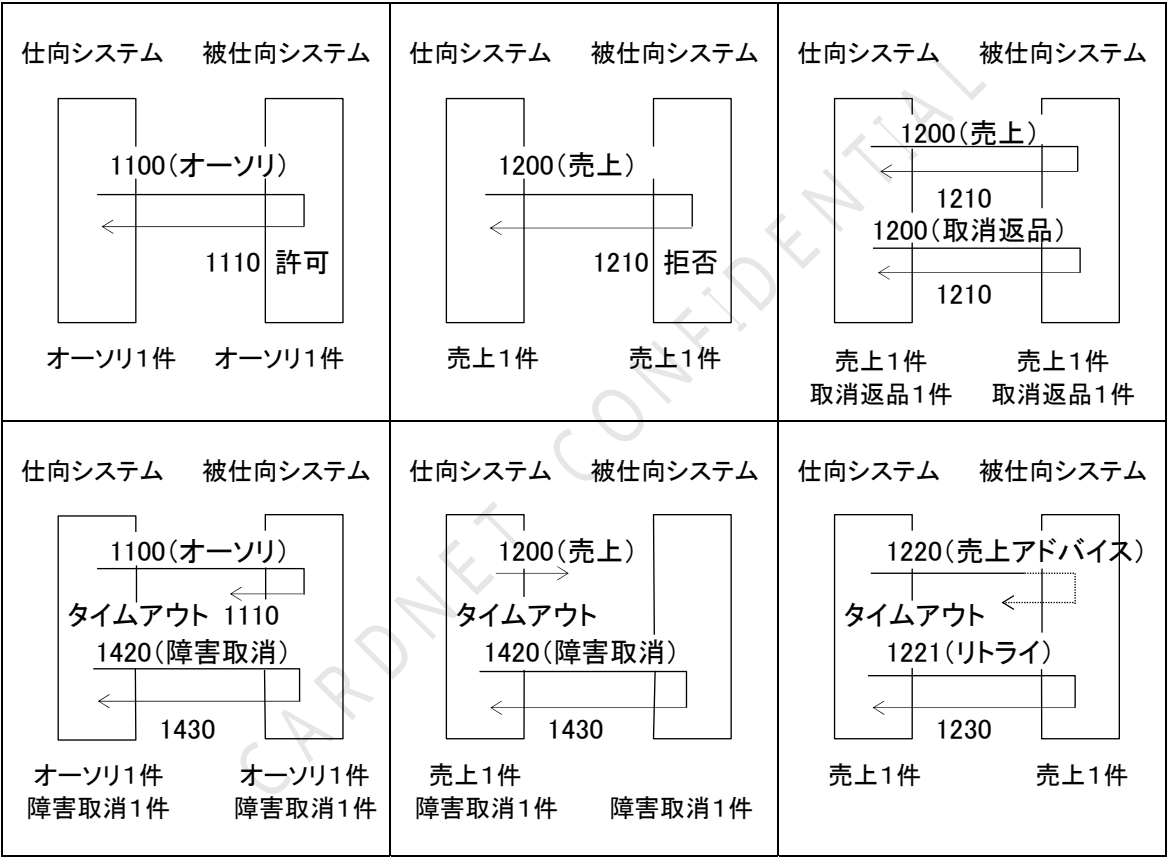 仕向システム 被仕向システム
1100(オーソリ)
1110 許可
オーソリ1件 オーソリ1件
仕向システム 被仕向システム
1200(売上)
1210 拒否
売上1件 売上1件
仕向システム 被仕向システム
1200(売上)
1210
1200(取消返品)
1210
売上1件 売上1件
取消返品1件 取消返品1件
仕向システム 被仕向システム
1100(オーソリ)
タイムアウト 1110
1420(障害取消)
1430
オーソリ1件 オーソリ1件
障害取消1件 障害取消1件
仕向システム 被仕向システム
1200(売上)
タイムアウト
1420(障害取消)
1430
売上1件
障害取消1件 障害取消1件
仕向システム 被仕向システム
1220(売上アドバイス)
タイムアウト
1221(リトライ)
1230
売上1件 売上1件
CARDNET CONFIDENTIAL